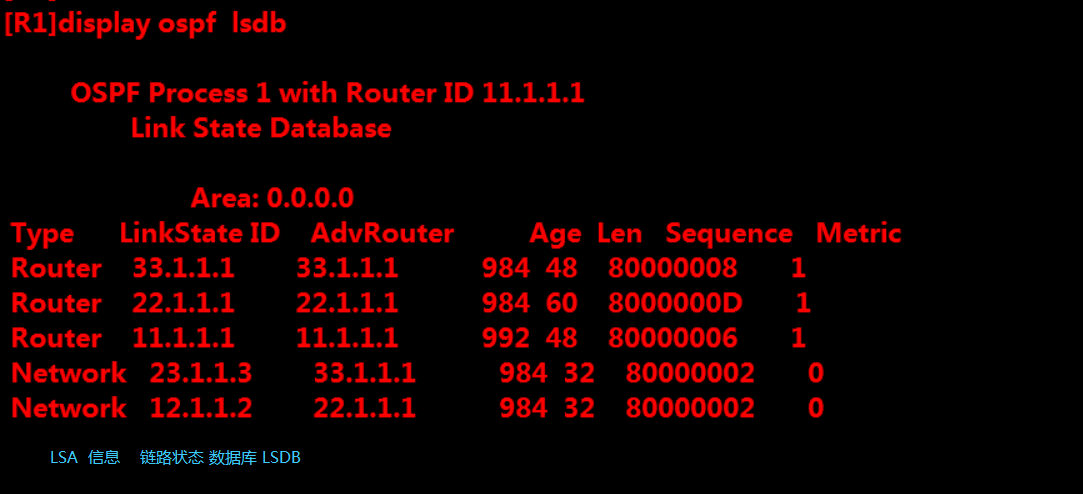 [R1]display ospf lsdb
OSPF Process 1 with Router ID 11.1.1.1
Link State Database
Area: 0.0.0.0
Type LinkState ID AdvRouter Age Len Sequence Metric
Router 33.1.1.1 33.1.1.1 984 48 80000008 1
Router 22.1.1.1 22.1.1.1 984 60 8000000D 1
Router 11.1.1.1 11.1.1.1 992 48 80000006 1
Network 23.1.1.3 33.1.1.1 984 32 80000002 0
Network 12.1.1.2 22.1.1.1 984 32 80000002 0
LSA 信息 链路状态 数据库 LSDB